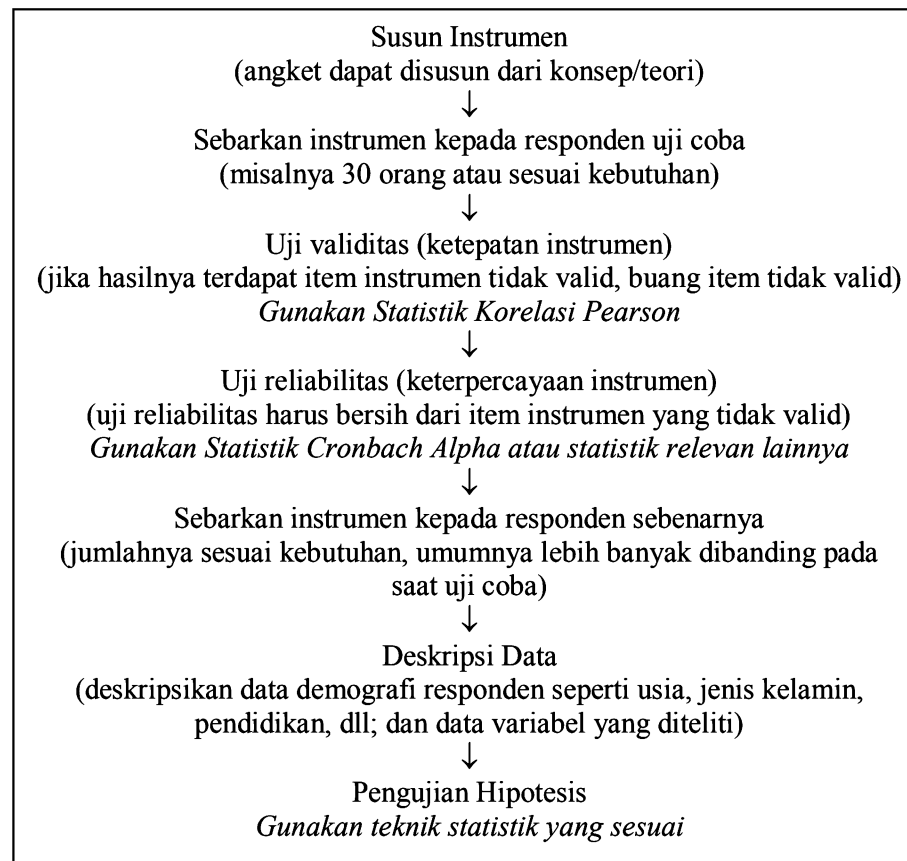 Susun Instrumen
(angket dapat disusun dari konsep/teori)
↓
Sebarkan instrumen kepada responden uji coba
(misalnya 30 orang atau sesuai kebutuhan)
↓
Uji validitas (ketepatan instrumen)
(jika hasilnya terdapat item instrumen tidak valid, buang item tidak valid)
Gunakan Statistik Korelasi Pearson
↓
Uji reliabilitas (keterpercayaan instrumen)
(uji reliabilitas harus bersih dari item instrumen yang tidak valid)
Gunakan Statistik Cronbach Alpha atau statistik relevan lainnya
↓
Sebarkan instrumen kepada responden sebenarnya
(jumlahnya sesuai kebutuhan, umumnya lebih banyak dibanding pada
saat uji coba)
↓
Deskripsi Data
(deskripsikan data demografi responden seperti usia, jenis kelamin,
pendidikan, dll; dan data variabel yang diteliti)
↓
Pengujian Hipotesis
Gunakan teknik statistik yang sesuai